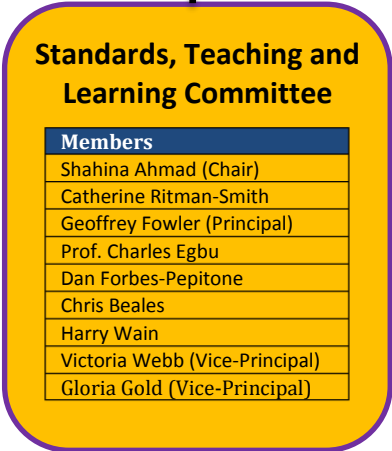 Standards, Teaching and
Learning Committee
Members
Shahina Ahmad (Chair)
Catherine Ritman-Smith
Geoffrey Fowler (Principal)
Prof. Charles Egbu
Dan Forbes-Pepitone
Chris Beales
Harry Wain
Victoria Webb (Vice-Principal)
Gloria Gold (Vice-Principal)